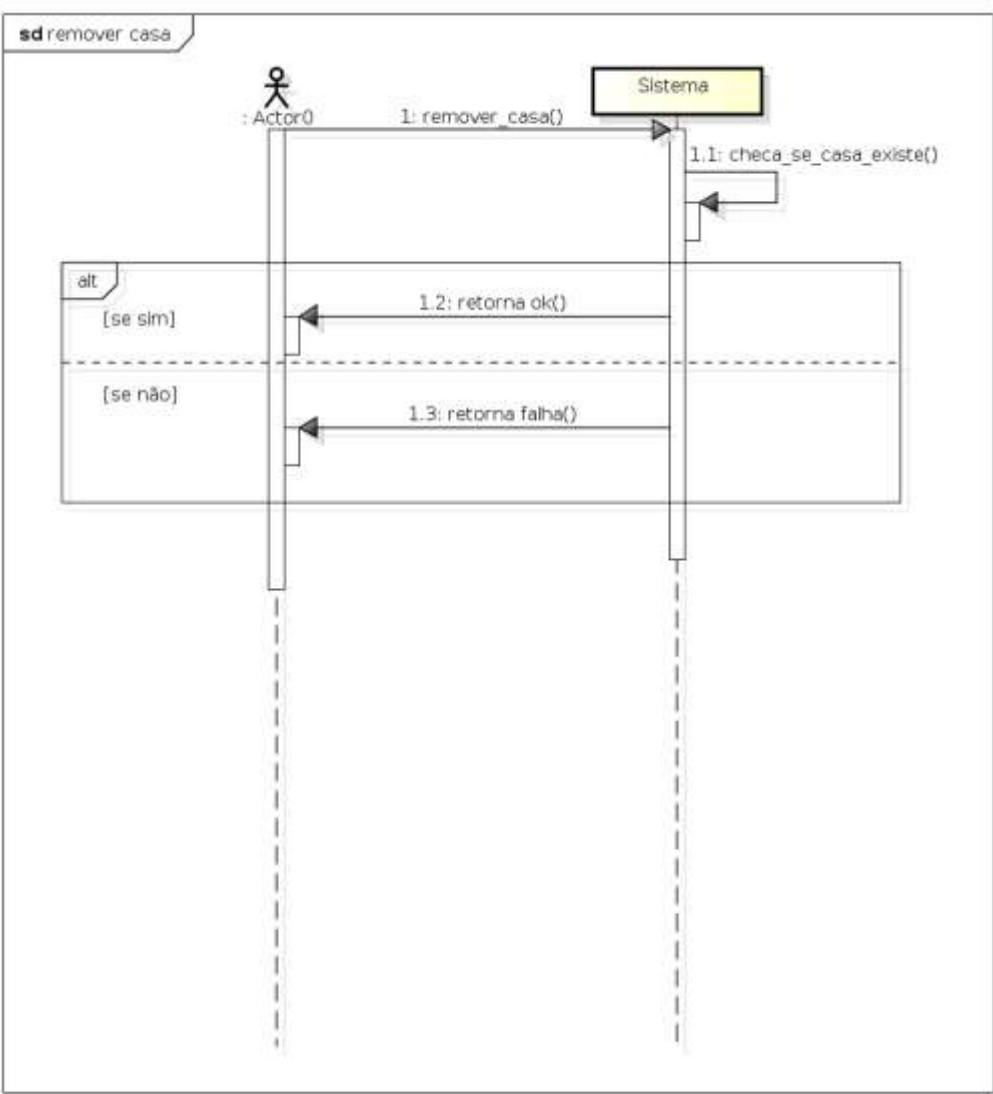 sd remover casa
: Actor0
Sistema
1: remover_casa()
1.1: checa_se_casa_existe()
alt
[se sim]
1.2: retorna ok()
[se não]
1.3: retorna falha()